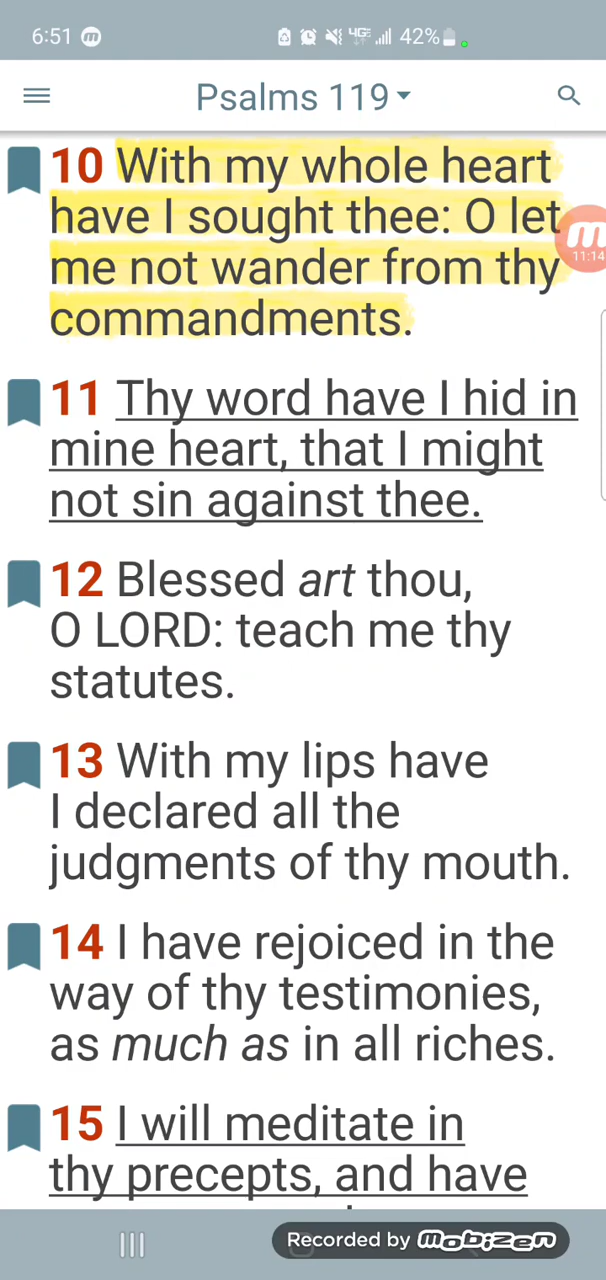 6:51 m 4GE 42%
Psalms 119
10 With my whole heart
have I sought thee: O let
me not wander from thy
commandments.
m
11:14
11 Thy word have I hid in
mine heart, that I might
not sin against thee.
12 Blessed art thou,
O LORD: teach me thy
statutes.
13 With my lips have
I declared all the
judgments of thy mouth.
14 I have rejoiced in the
way of thy testimonies,
as much as in all riches.
15 I will meditate in
thy precepts, and have
Recorded by mobizen